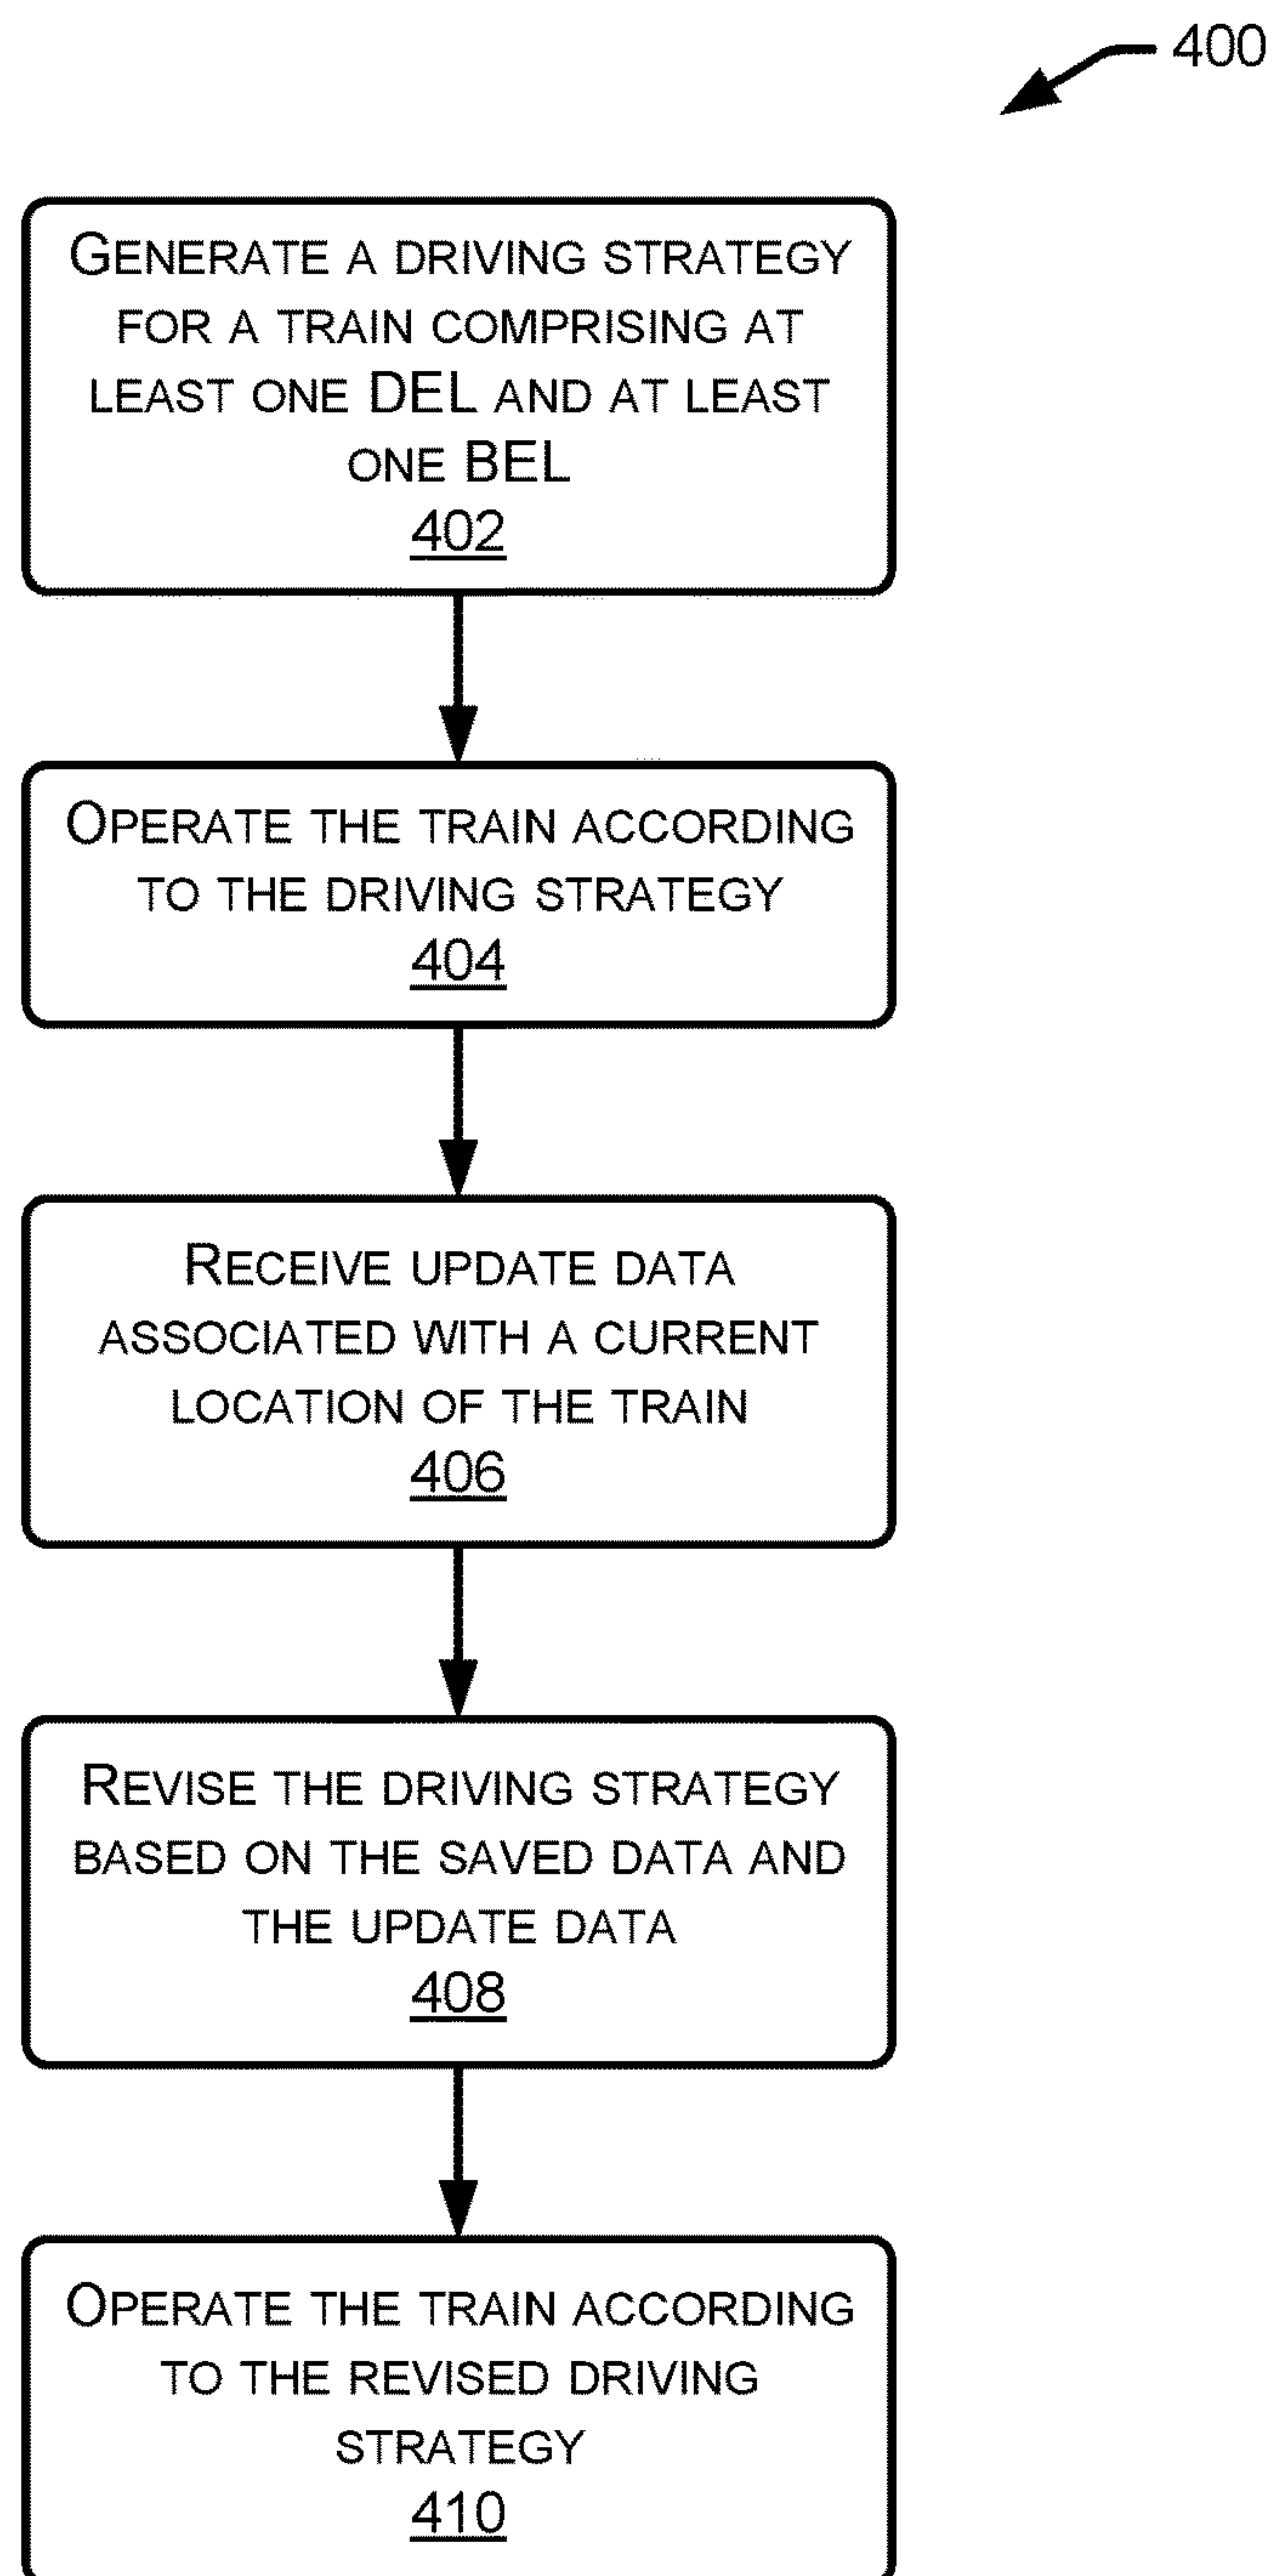 400
GENERATE A DRIVING STRATEGY
FOR A TRAIN COMPRISING AT
LEAST ONE DEL AND AT LEAST
ONE BEL
402
OPERATE THE TRAIN ACCORDING
TO THE DRIVING STRATEGY
404
RECEIVE UPDATE DATA
ASSOCIATED WITH A CURRENT
LOCATION OF THE TRAIN
406
REVISE THE DRIVING STRATEGY
BASED ON THE SAVED DATA AND
THE UPDATE DATA
408
OPERATE THE TRAIN ACCORDING
TO THE REVISED DRIVING
STRATEGY
410